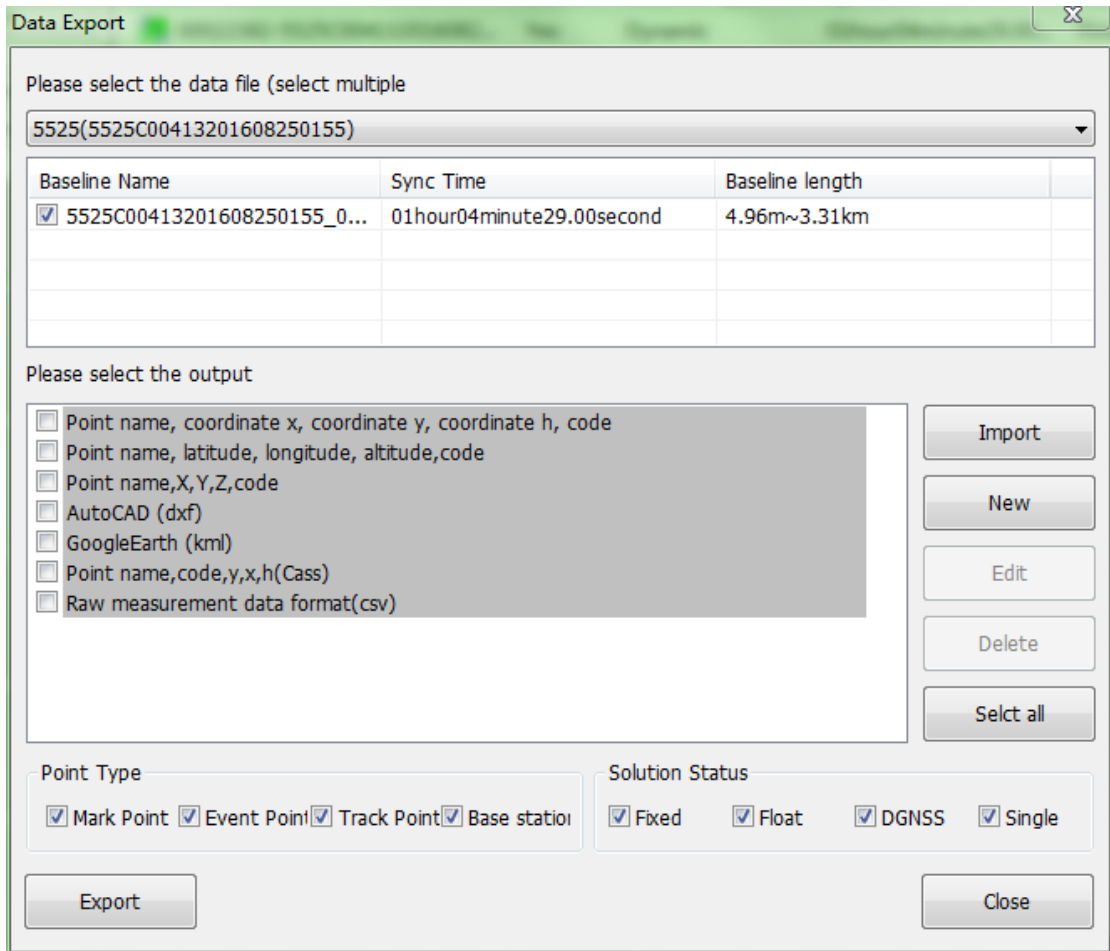 Data Export
Please select the data file (select multiple
5525(5525C00413201608250155)
Baseline Name Sync Time Baseline length
5525C00413201608250155_0... 01hour04minute29.00second 4.96m~3.31km
Please select the output
Point name, coordinate x, coordinate y, coordinate h, code
Point name, latitude, longitude, altitude,code
Point name,X,Y,Z,code
AutoCAD (dxf)
GoogleEarth (kml)
Point name,code,y,x,h(Cass)
Raw measurement data format(csv)
Import
New
Edit
Delete
Selct all
Point Type Solution Status
Mark Point Event Point Track Point Base station Fixed Float DGNSS Single
Export Close